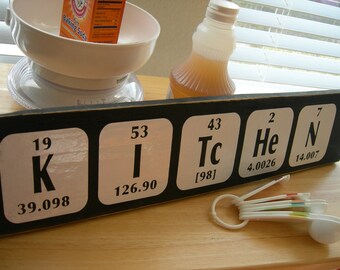 19 53 43 2 7
K I Tc He N
39.098 126.90 [98] 4.0026 14.007